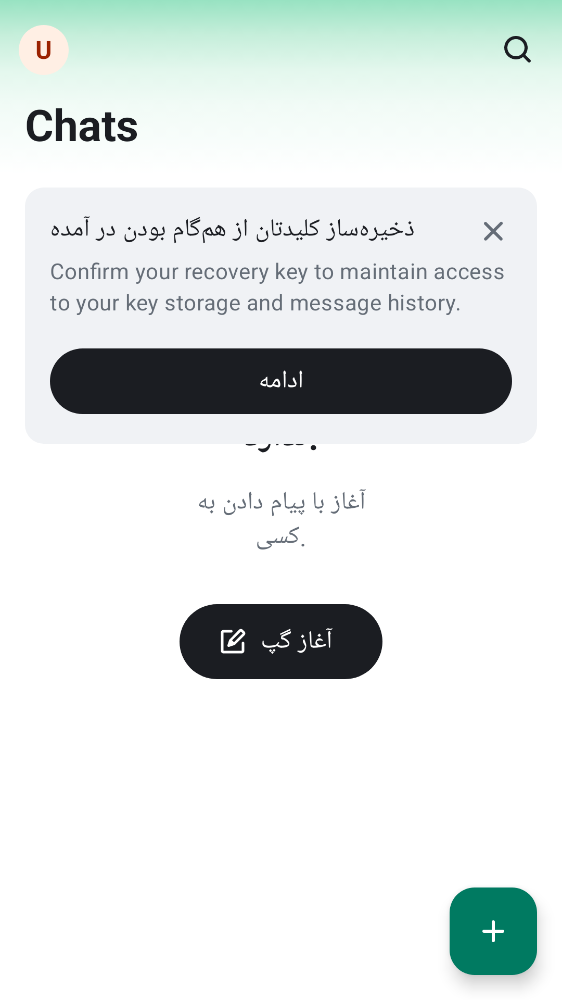 U
Chats
ذخیره‌ساز کلیدتان از هم‌گام بودن در آمده
Confirm your recovery key to maintain access
to your key storage and message history.
ادامه
آغاز با پیام دادن به
کسی.
آغاز گپ